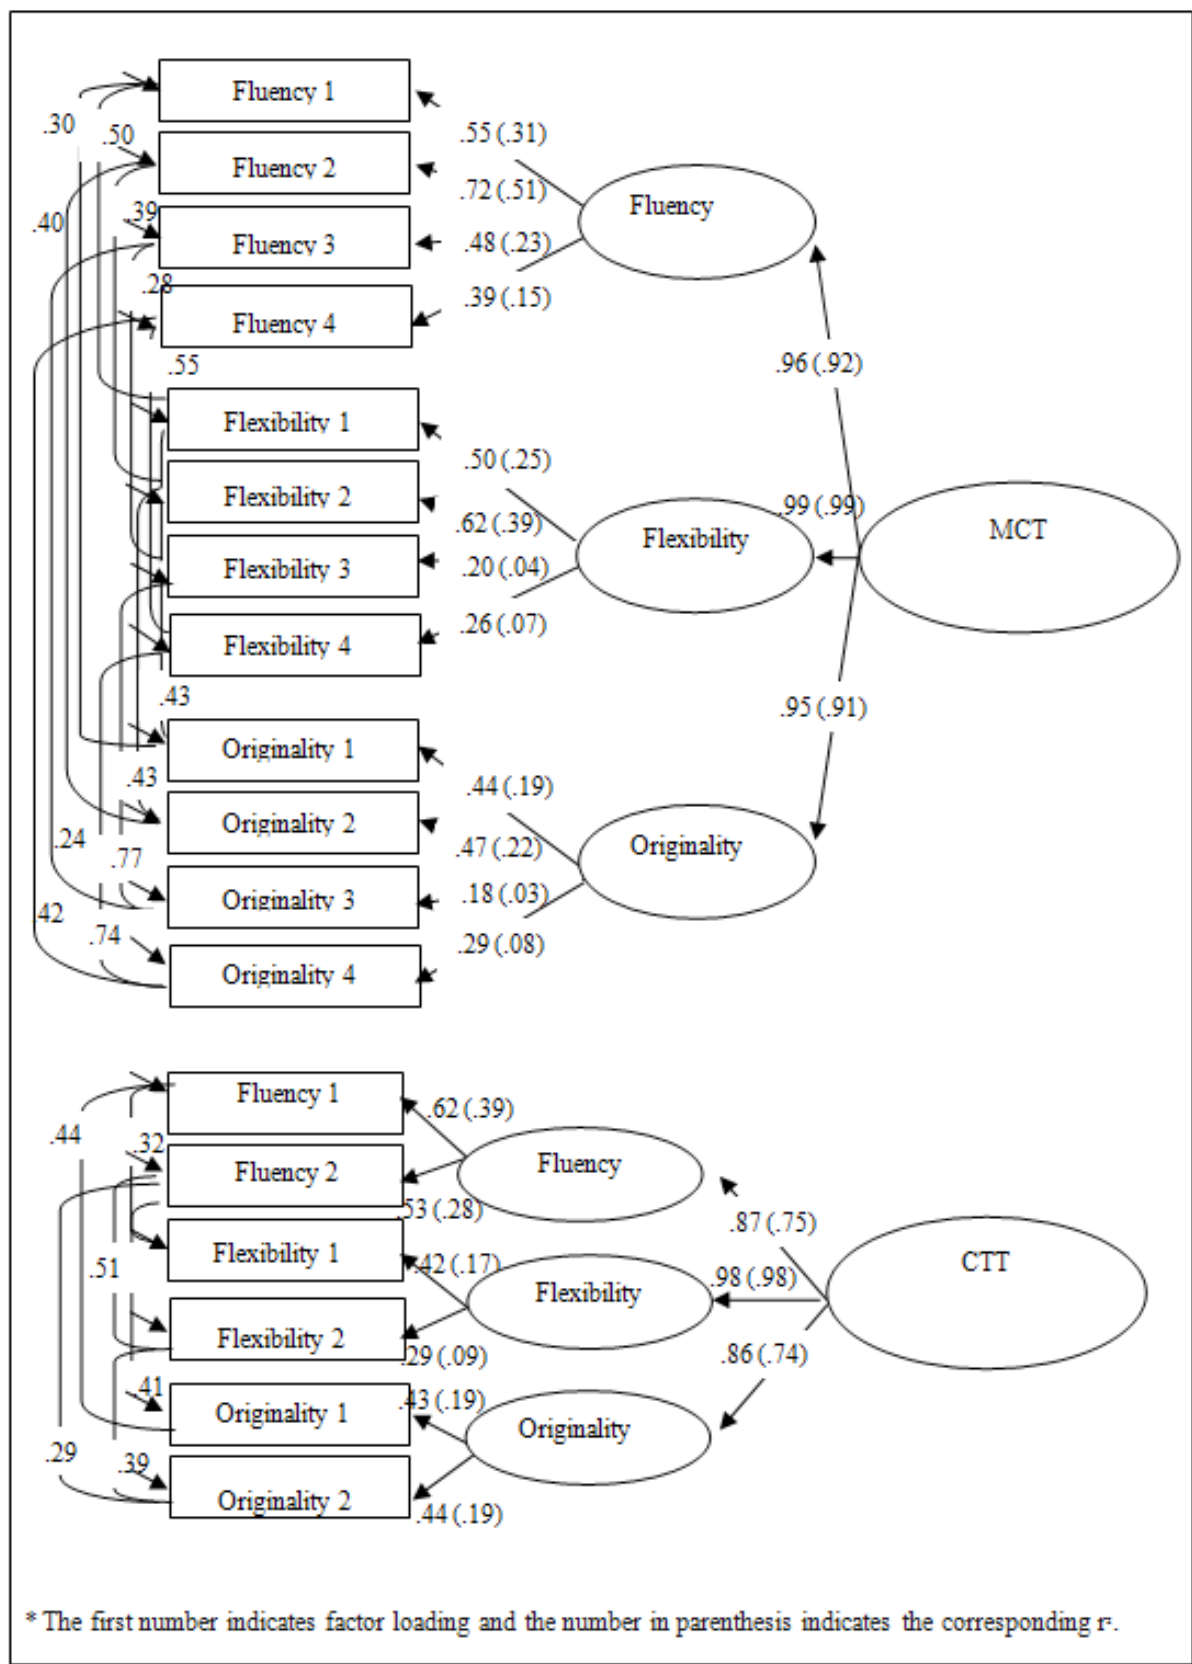 Fluency 1
.30
.50
.55 (.31)
Fluency 2
.72 (.51)
Fluency
.40
.39
Fluency 3
.48 (.23)
.28
.39 (.15)
Fluency 4
.55
.96 (.92)
Flexibility 1
.50 (.25)
Flexibility 2
.62 (.39)
Flexibility
.99 (.99)
MCT
Flexibility 3
.20 (.04)
.26 (.07)
Flexibility 4
.43
.95 (.91)
Originality 1
.43
.44 (.19)
Originality 2
.47 (.22)
Originality
.24
.77
Originality 3
.18 (.03)
.42
.74
.29 (.08)
Originality 4
Fluency 1
.62 (.39)
.44
.32
Fluency 2
Fluency
.53 (.28)
.87 (.75)
Flexibility 1
.42 (.17)
.51
.98 (.98)
CTT
Flexibility
Flexibility 2
.29 (.09)
.86 (.74)
.41
Originality 1
.43 (.19)
Originality
.29
.39
Originality 2
.44 (.19)
* The first number indicates factor loading and the number in parenthesis indicates the corresponding r².